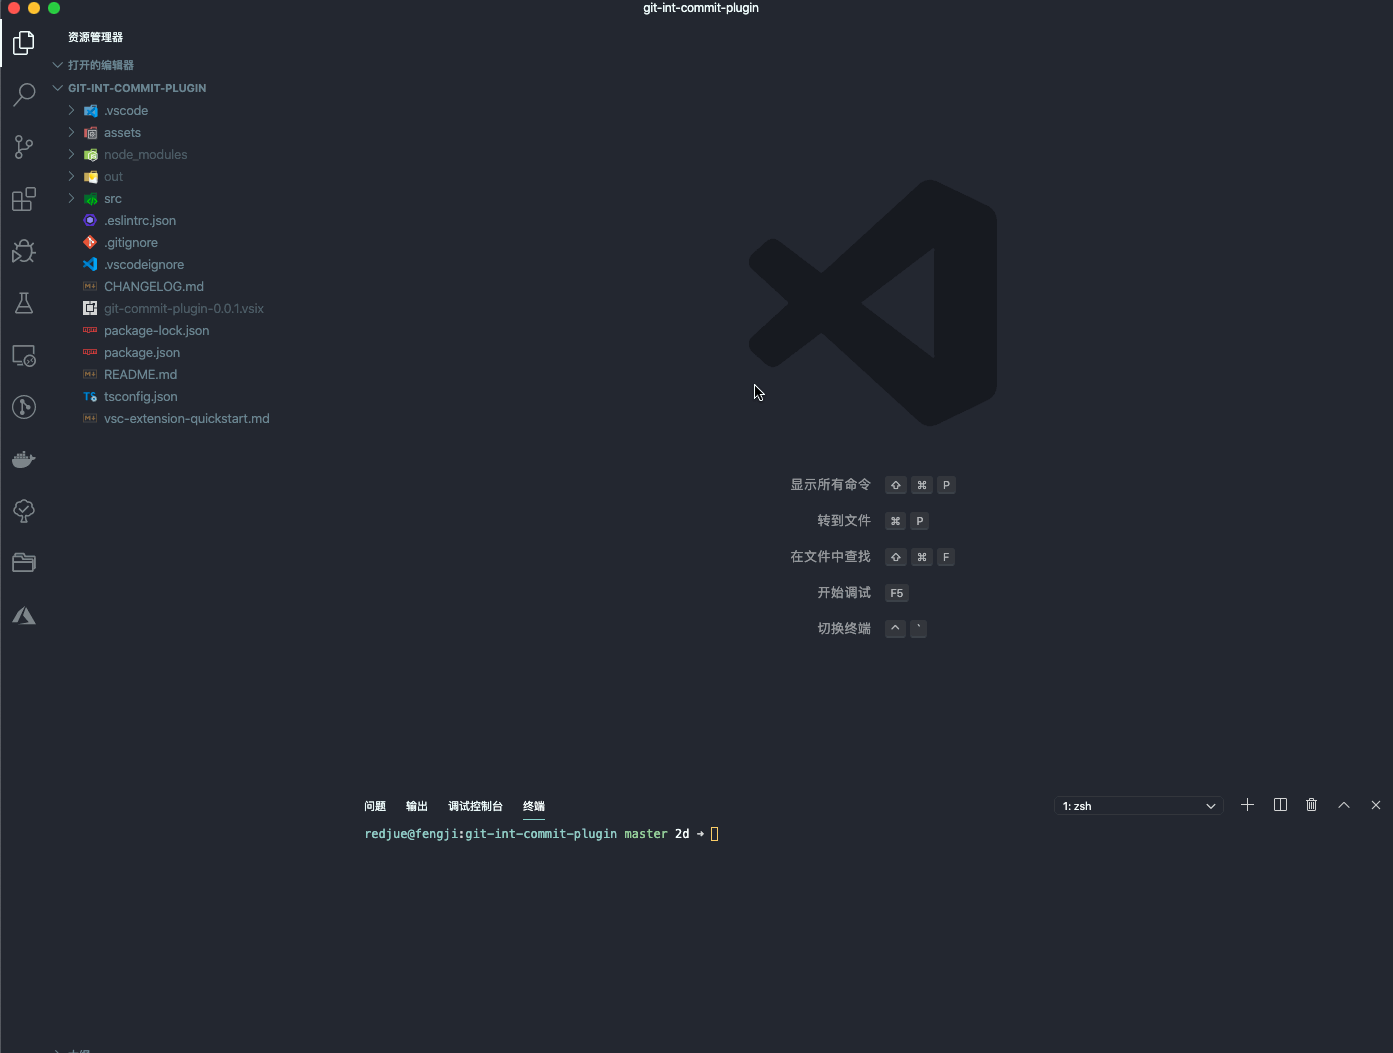 git-int-commit-plugin
资源管理器
打开的编辑器
GIT-INT-COMMIT-PLUGIN
.vscode
assets
node_modules
out
src
.eslintrc.json
.gitignore
.vscodeignore
CHANGELOG.md
git-commit-plugin-0.0.1.vsix
package-lock.json
package.json
README.md
tsconfig.json
vsc-extension-quickstart.md
显示所有命令 ⇧ ⌘ P
转到文件 ⌘ P
在文件中查找 ⇧ ⌘ F
开始调试 F5
切换终端 ^ `
问题 输出 调试控制台 终端 1: zsh
redjue@fengji:git-int-commit-plugin master 2d →